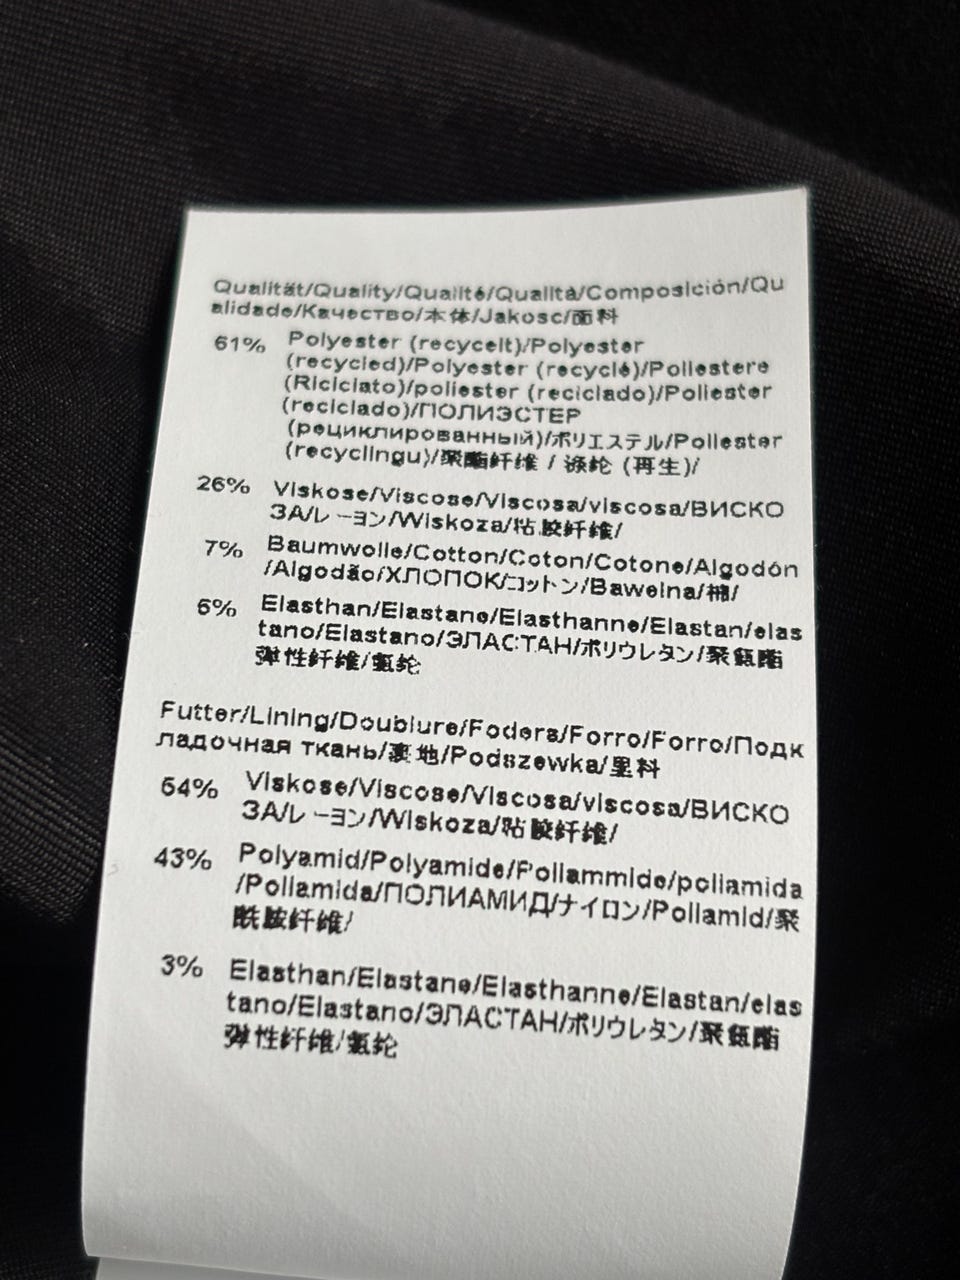 Qualität/Quality/Qualité/Qualità/Composición/Qu
alidade/Качество/本体/Jakosc/面料
61% Polyester (recycelt)/Polyester
(recycled)/Polyester (recyclé)/Poliestere
(Riciclato)/poliester (reciclado)/Poliester
(reciclado)/ПОЛИЭСТЕР
(рециклированный)/ポリエステル/Poliester
(recyclingu)/聚酯纤维 / 涤纶 (再生)/
26% Viskose/Viscose/Viscosa/viscosa/ВИСКО
ЗА/レーヨン/Wiskoza/粘胶纤维/
7% Baumwolle/Cotton/Coton/Cotone/Algodón
/Algodão/ХЛОПОК/コットン/Bawelna/棉/
6% Elasthan/Elastane/Elasthanne/Elastan/elas
tano/Elastano/ЭЛАСТАН/ポリウレタン/聚氨酯
弹性纤维/氨纶
Futter/Lining/Doublure/Fodera/Forro/Forro/Подк
ладочная ткань/裏地/Podszewka/里料
54% Viskose/Viscose/Viscosa/viscosa/ВИСКО
ЗА/レーヨン/Wiskoza/粘胶纤维/
43% Polyamid/Polyamide/Poliammide/poliamida
/Poliamida/ПОЛИАМИД/ナイロン/Poliamid/聚
酰胺纤维/
3% Elasthan/Elastane/Elasthanne/Elastan/elas
tano/Elastano/ЭЛАСТАН/ポリウレタン/聚氨酯
弹性纤维/氨纶